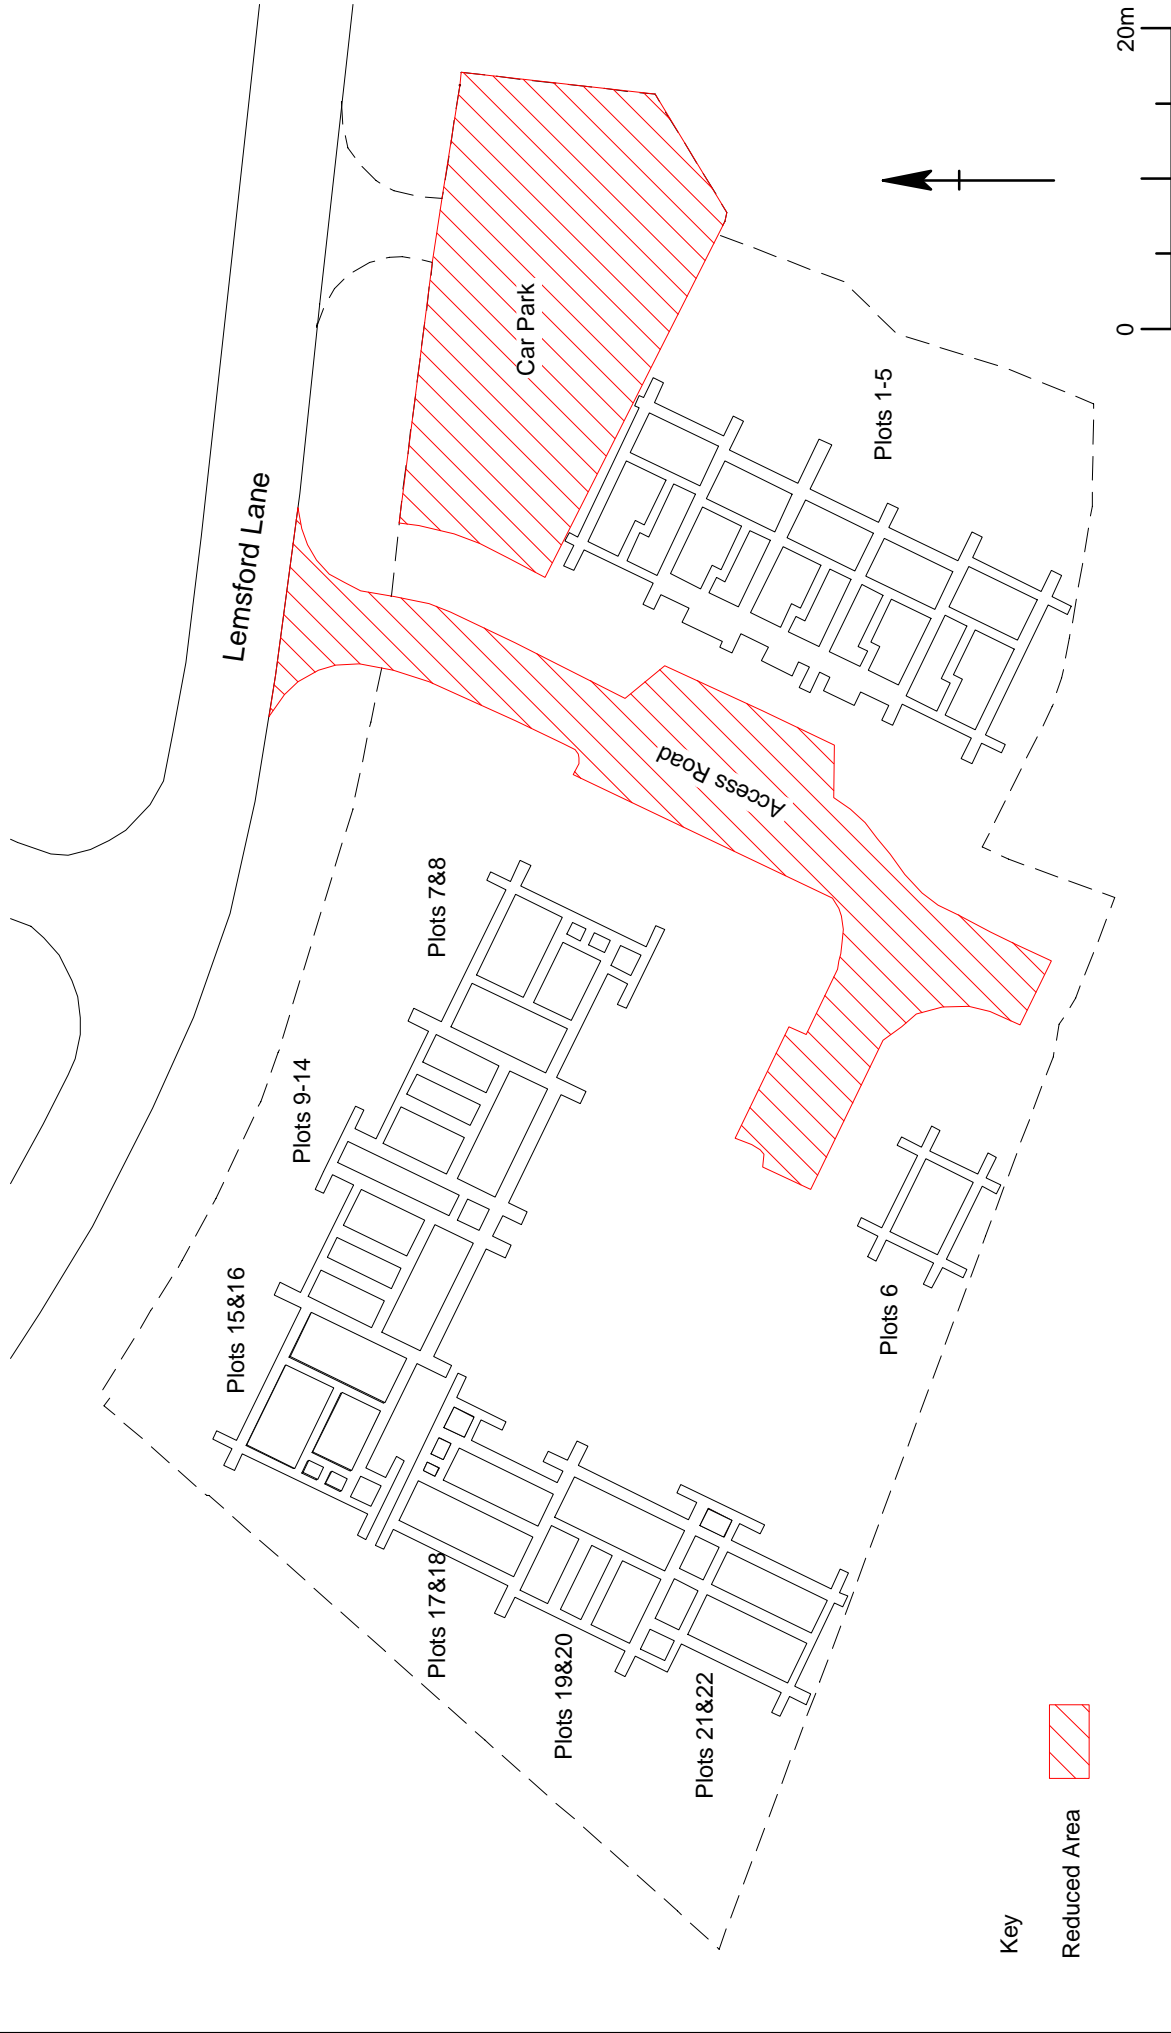 Lemsford Lane
Car Park
Access Road
Plots 1-5
Plots 7&8
Plots 9-14
Plots 15&16
Plots 17&18
Plots 19&20
Plots 21&22
Plots 6
Key
Reduced Area
0
20m